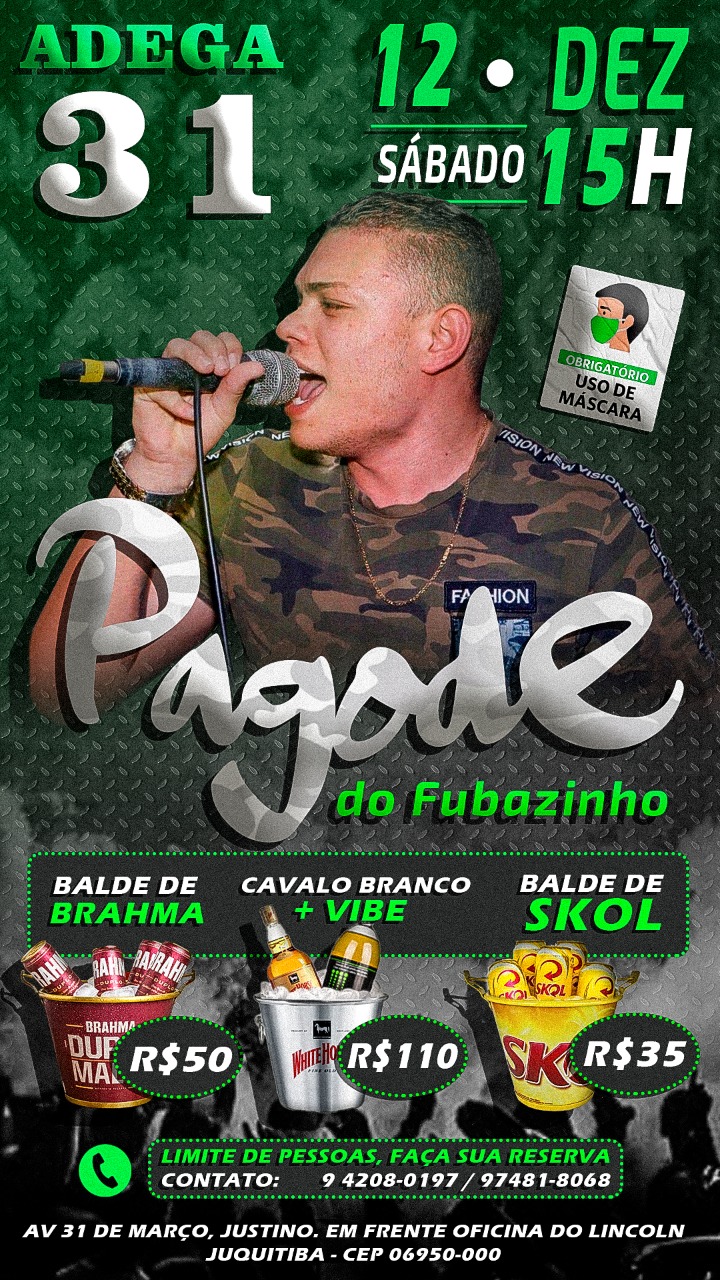 ADEGA
31
12 • DEZ
SÁBADO 15H
OBRIGATÓRIO
USO DE
MÁSCARA
VISION NEW VISION NEW VISION
Pagode
do Fubazinho
BALDE DE
BRAHMA
CAVALO BRANCO
+ VIBE
BALDE DE
SKOL
BRAHMA
R$50
R$110
R$35
LIMITE DE PESSOAS, FAÇA SUA RESERVA
CONTATO: 9 4208-0197 / 97481-8068
AV 31 DE MARÇO, JUSTINO. EM FRENTE OFICINA DO LINCOLN
JUQUITIBA - CEP 06950-000